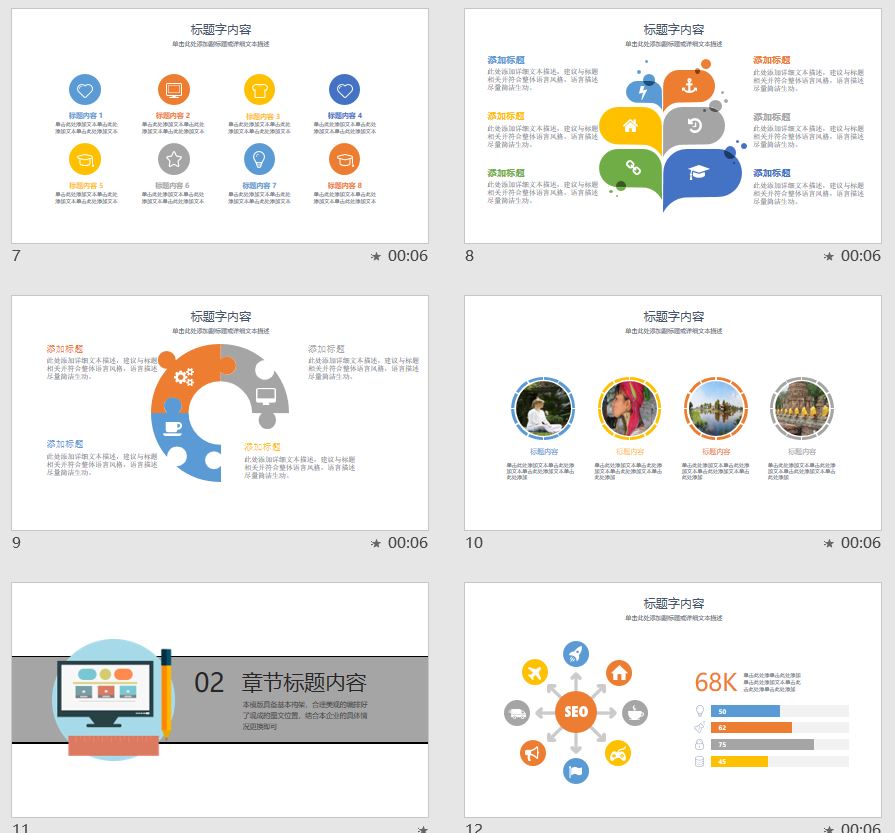 标题字内容
单击此处添加副标题或详细文本描述
标题内容 1
标题内容 2
标题内容 3
标题内容 4
单击此处添加文本单击此处
添加文本单击此处添加文本
单击此处添加文本单击此处
添加文本单击此处添加文本
单击此处添加文本单击此处
添加文本单击此处添加文本
单击此处添加文本单击此处
添加文本单击此处添加文本
标题内容 5
标题内容 6
标题内容 7
标题内容 8
单击此处添加文本单击此处
添加文本单击此处添加文本
单击此处添加文本单击此处
添加文本单击此处添加文本
单击此处添加文本单击此处
添加文本单击此处添加文本
单击此处添加文本单击此处
添加文本单击此处添加文本
7
00:06
标题字内容
单击此处添加副标题或详细文本描述
添加标题
此处添加详细文本描述，建议与标题
相关并符合整体语言风格，语言描述
尽量简洁生动。
添加标题
此处添加详细文本描述，建议与标题
相关并符合整体语言风格，语言描述
尽量简洁生动。
添加标题
此处添加详细文本描述，建议与标题
相关并符合整体语言风格，语言描述
尽量简洁生动。
添加标题
此处添加详细文本描述，建议与标题
相关并符合整体语言风格，语言描述
尽量简洁生动。
添加标题
此处添加详细文本描述，建议与标题
相关并符合整体语言风格，语言描述
尽量简洁生动。
添加标题
此处添加详细文本描述，建议与标题
相关并符合整体语言风格，语言描述
尽量简洁生动。
8
00:06
标题字内容
单击此处添加副标题或详细文本描述
添加标题
此处添加详细文本描述，建议与标题
相关并符合整体语言风格，语言描述
尽量简洁生动。
添加标题
此处添加详细文本描述，建议与标题
相关并符合整体语言风格，语言描述
尽量简洁生动。
添加标题
此处添加详细文本描述，建议与标题
相关并符合整体语言风格，语言描述
尽量简洁生动。
添加标题
此处添加详细文本描述，建议与标题
相关并符合整体语言风格，语言描述
尽量简洁生动。
9
00:06
标题字内容
单击此处添加副标题或详细文本描述
标题内容
标题内容
标题内容
标题内容
单击此处添加文本单击此处添
加文本单击此处添加文本单击
此处添加
单击此处添加文本单击此处添
加文本单击此处添加文本单击
此处添加
单击此处添加文本单击此处添
加文本单击此处添加文本单击
此处添加
单击此处添加文本单击此处添
加文本单击此处添加文本单击
此处添加
10
00:06
02 章节标题内容
本模版具备基本构架，合理美观的编排好
了现成的图文位置，结合本企业的具体情
况更换即可
11
标题字内容
单击此处添加副标题或详细文本描述
SEO
68K
单击此处添加文本单击此处添加
单击此处添加文本单击此处
击此处添加文本单击此处添加
50
62
75
45
12
00:06